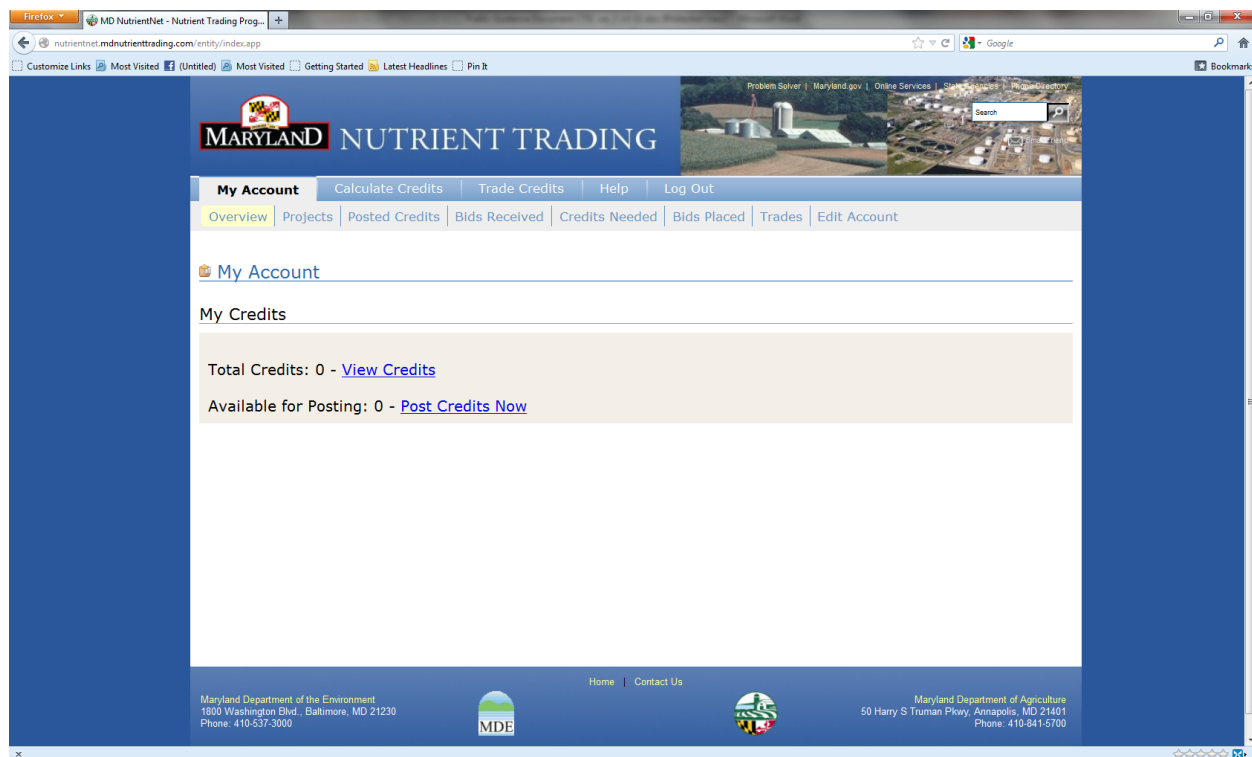 Firefox
MD NutrientNet - Nutrient Trading Prog...
nutrientnet.mdnutrienttrading.com/entity/index.app
Google
Customize Links Most Visited (Untitled) Most Visited Getting Started Latest Headlines Pin It
Bookmark
Problem Solver | Maryland.gov | Online Services | State Agencies | Phone Directory
Search
MARYLAND NUTRIENT TRADING
My Account Calculate Credits Trade Credits Help Log Out
Overview Projects Posted Credits Bids Received Credits Needed Bids Placed Trades Edit Account
My Account
My Credits
Total Credits: 0 - View Credits
Available for Posting: 0 - Post Credits Now
Home | Contact Us
Maryland Department of the Environment
1800 Washington Blvd., Baltimore, MD 21230
Phone: 410-537-3000
MDE
Maryland Department of Agriculture
50 Harry S Truman Pkwy, Annapolis, MD 21401
Phone: 410-841-5700